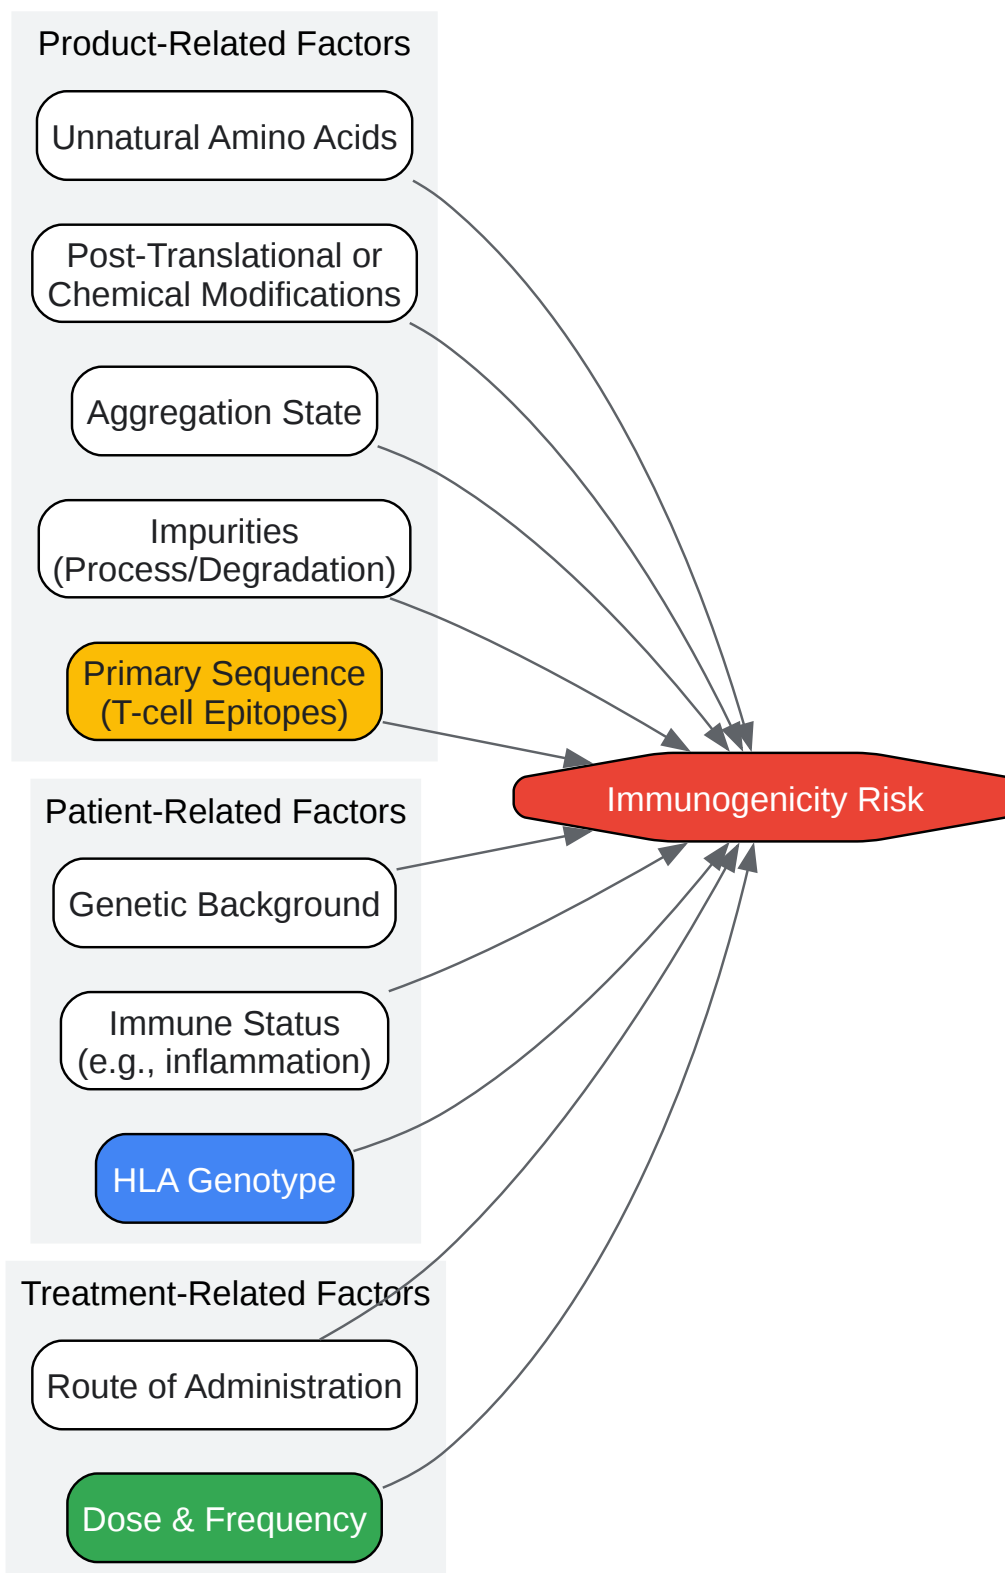 Product-Related Factors
Unnatural Amino Acids
Post-Translational or
Chemical Modifications
Aggregation State
Impurities
(Process/Degradation)
Primary Sequence
(T-cell Epitopes)
Immunogenicity Risk
Patient-Related Factors
Genetic Background
Immune Status
(e.g., inflammation)
HLA Genotype
Treatment-Related Factors
Route of Administration
Dose & Frequency